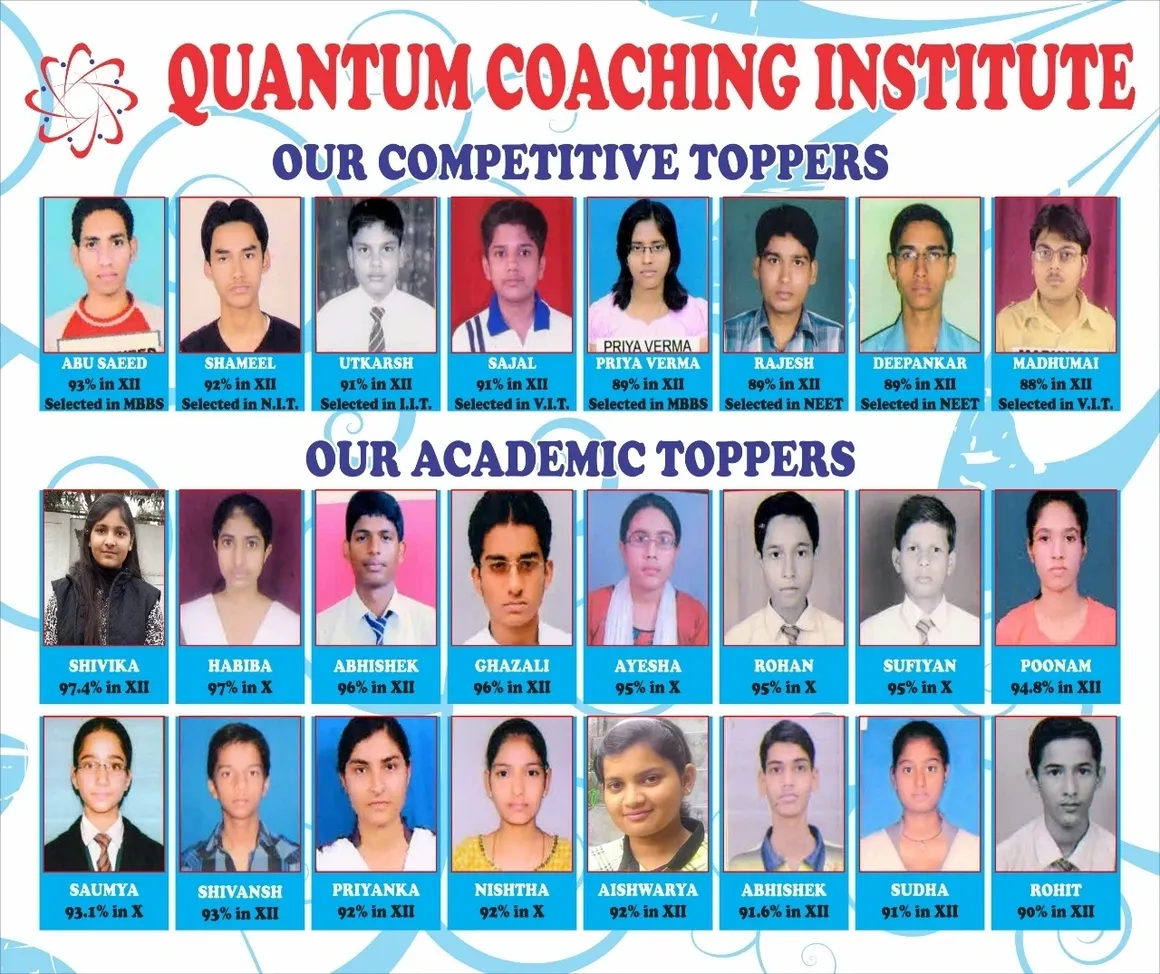 QUANTUM COACHING INSTITUTE
OUR COMPETITIVE TOPPERS
PRIYA VERMA
ABU SAEED SHAMEEL UTKARSH SAJAL PRIYA VERMA RAJESH DEEPANKAR MADHUMAI
93% in XII 92% in XII 91% in XII 91% in XII 89% in XII 89% in XII 89% in XII 88% in XII
Selected in MBBS Selected in N.I.T. Selected in I.I.T. Selected in V.I.T. Selected in MBBS Selected in NEET Selected in NEET Selected in V.I.T.
OUR ACADEMIC TOPPERS
SHIVIKA HABIBA ABHISHEK GHAZALI AYESHA ROHAN SUFIYAN POONAM
97.4% in XII 97% in X 96% in XII 96% in XII 95% in X 95% in X 95% in X 94.8% in XII
SAUMYA SHIVANSH PRIYANKA NISHTHA AISHWARYA ABHISHEK SUDHA ROHIT
93.1% in X 93% in XII 92% in XII 92% in X 92% in XII 91.6% in XII 91% in XII 90% in XII